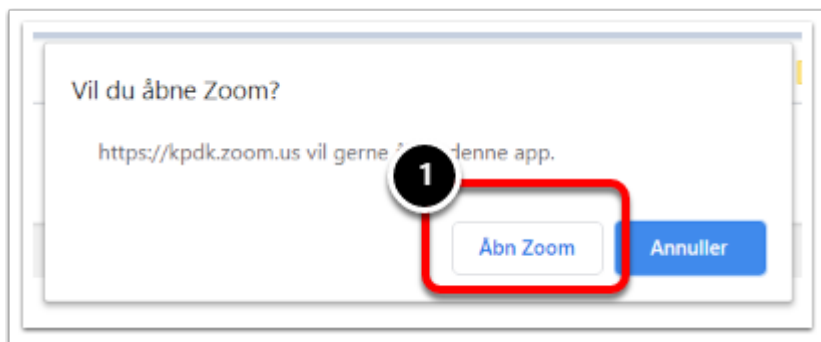 Vil du åbne Zoom?
https://kpdk.zoom.us vil gerne denne app.
1
Åbn Zoom
Annuller